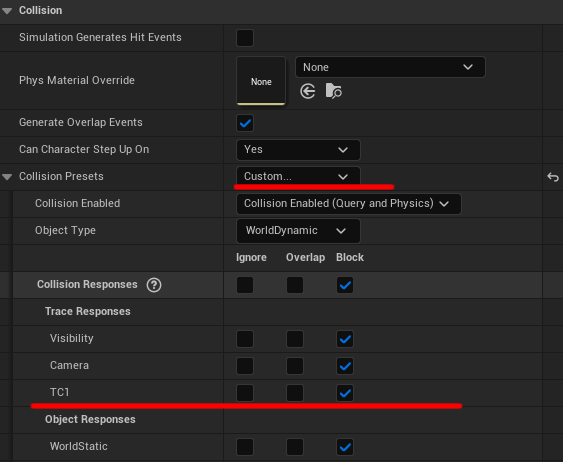 Collision
Simulation Generates Hit Events
Phys Material Override
None
None
Generate Overlap Events
Can Character Step Up On
Yes
Collision Presets
Custom...
Collision Enabled
Collision Enabled (Query and Physics)
Object Type
WorldDynamic
Ignore Overlap Block
Collision Responses ?
Trace Responses
Visibility
Camera
TC1
Object Responses
WorldStatic